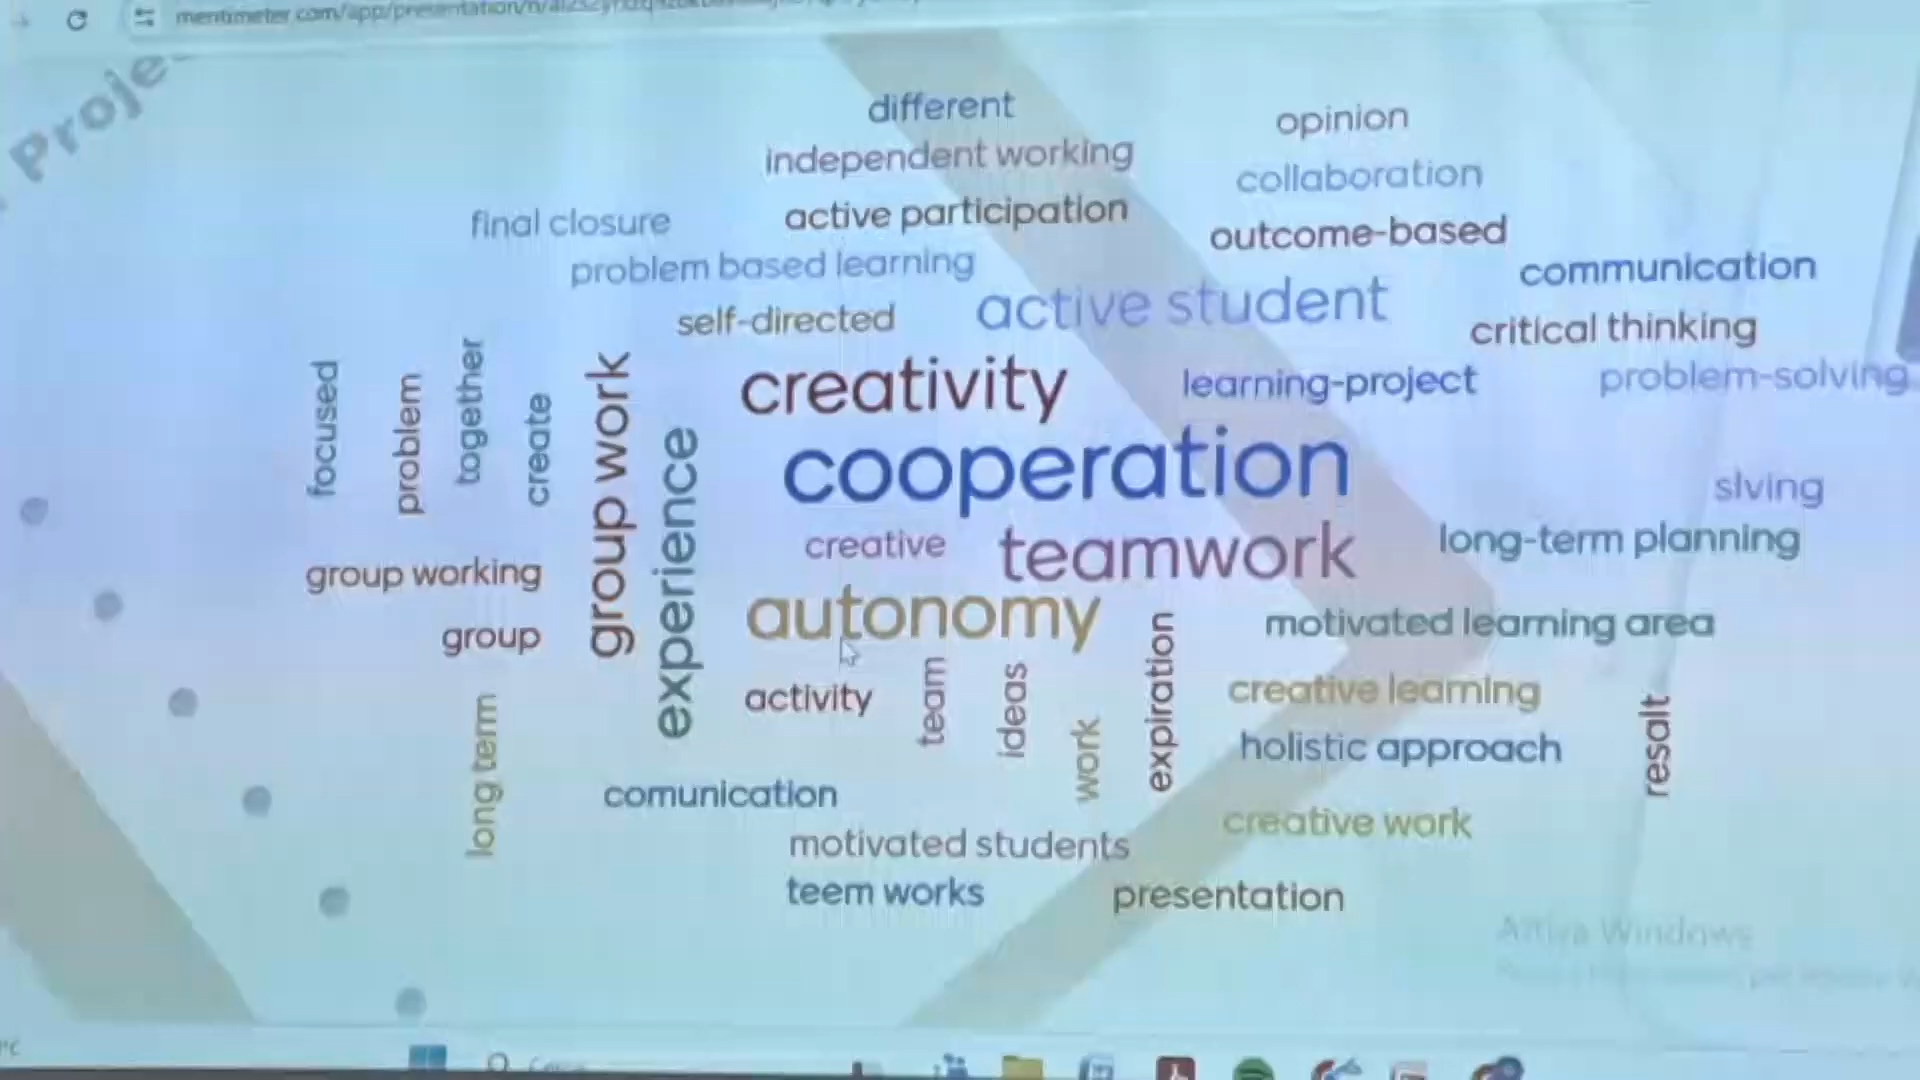 mentimeter.com/app/presentation/n/
Proje
different
opinion
independent working
collaboration
active participation
final closure
outcome-based
problem based learning
communication
active student
self-directed
critical thinking
creativity
learning-project
problem-solving
focused
problem
together
create
group work
experience
cooperation
slving
creative
teamwork
long-term planning
group working
autonomy
motivated learning area
group
activity
team
ideas
work
expiration
creative learning
resalt
holistic approach
long term
comunication
creative work
motivated students
teem works
presentation
Windows